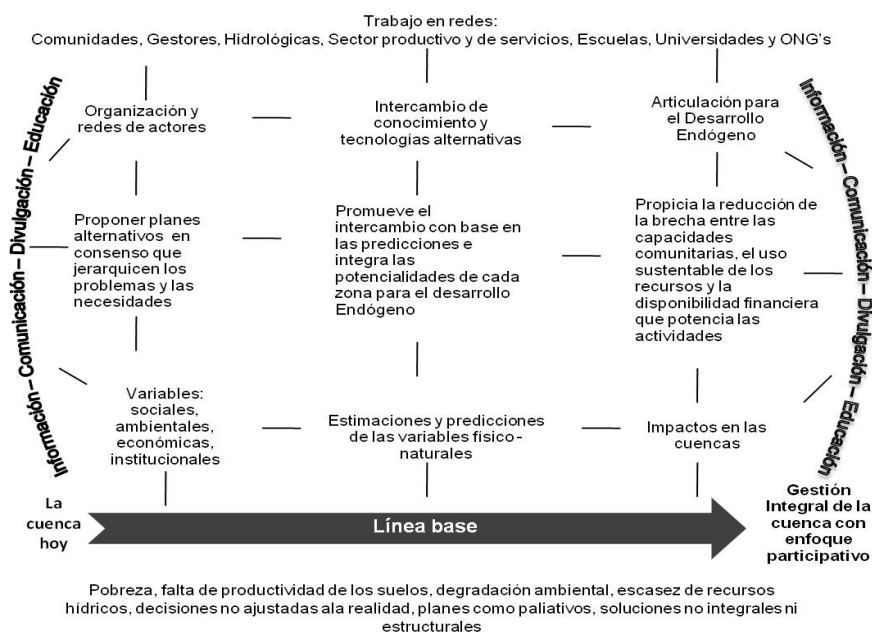 Trabajo en redes:
Comunidades, Gestores, Hidrológicas, Sector productivo y de servicios, Escuelas, Universidades y ONG's
Información – Comunicación – Divulgación – Educación
Organización y
redes de actores
Intercambio de
conocimiento y
tecnologías alternativas
Articulación para
el Desarrollo
Endógeno
Información – Comunicación – Divulgación – Educación
Proponer planes
alternativos en
consenso que
jerarquicen los
problemas y las
necesidades
Promueve el
intercambio con base en
las predicciones e
integra las
potencialidades de cada
zona para el desarrollo
Endógeno
Propicia la reducción de
la brecha entre las
capacidades
comunitarias, el uso
sustentable de los
recursos y la
disponibilidad financiera
que potencia las
actividades
Variables:
sociales,
ambientales,
económicas,
institucionales
Estimaciones y predicciones
de las variables físico-
naturales
Impactos en las
cuencas
La
cuenca
hoy
Línea base
Gestión
Integral de la
cuenca con
enfoque
participativo
Pobreza, falta de productividad de los suelos, degradación ambiental, escasez de recursos
hídricos, decisiones no ajustadas ala realidad, planes como paliativos, soluciones no integrales ni
estructurales